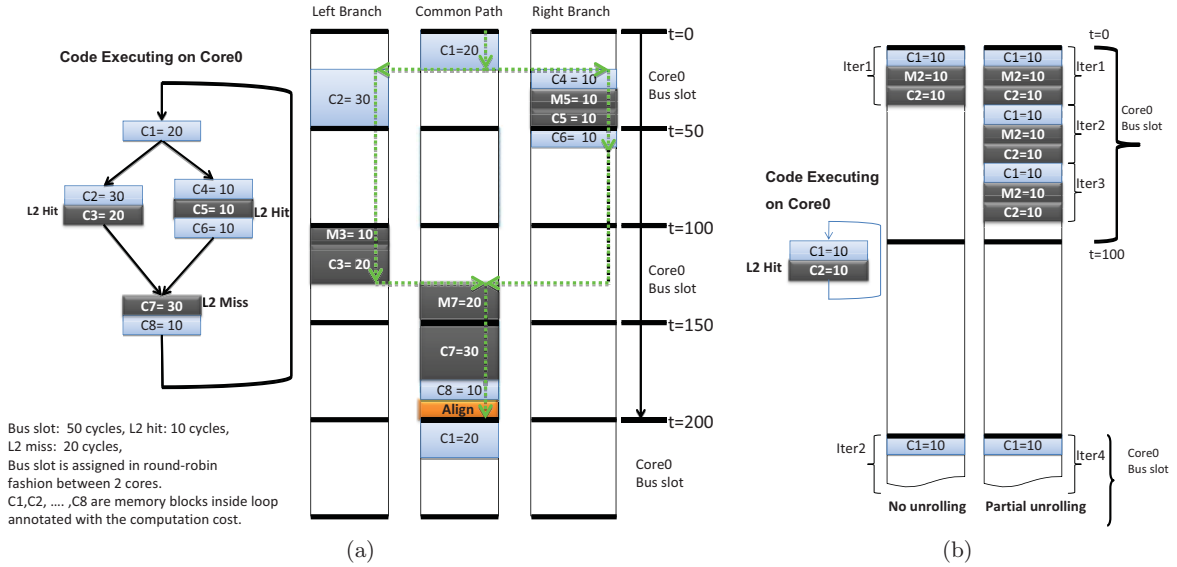 Left Branch
Common Path
Right Branch
Code Executing on Core0
C1= 20
C2= 30
C3= 20
L2 Hit
C4= 10
C5= 10
C6= 10
L2 Hit
C7= 30
C8= 10
L2 Miss
Bus slot: 50 cycles, L2 hit: 10 cycles,
L2 miss: 20 cycles,
Bus slot is assigned in round-robin
fashion between 2 cores.
C1,C2, .... ,C8 are memory blocks inside loop
annotated with the computation cost.
C2= 30
M3= 10
C3= 20
C1=20
M7=20
C7=30
C8 = 10
Align
C1=20
C4 = 10
M5= 10
C5 = 10
C6= 10
t=0
Core0
Bus slot
t=50
t=100
Core0
Bus slot
t=150
t=200
Core0
Bus slot
(a)
Code Executing
on Core0
C1=10
C2=10
L2 Hit
Iter1
C1=10
M2=10
C2=10
Iter2
C1=10
No unrolling
C1=10
M2=10
C2=10
Iter1
C1=10
M2=10
C2=10
Iter2
C1=10
M2=10
C2=10
Iter3
C1=10
Iter4
Partial unrolling
t=0
Core0
Bus slot
t=100
Core0
Bus slot
(b)